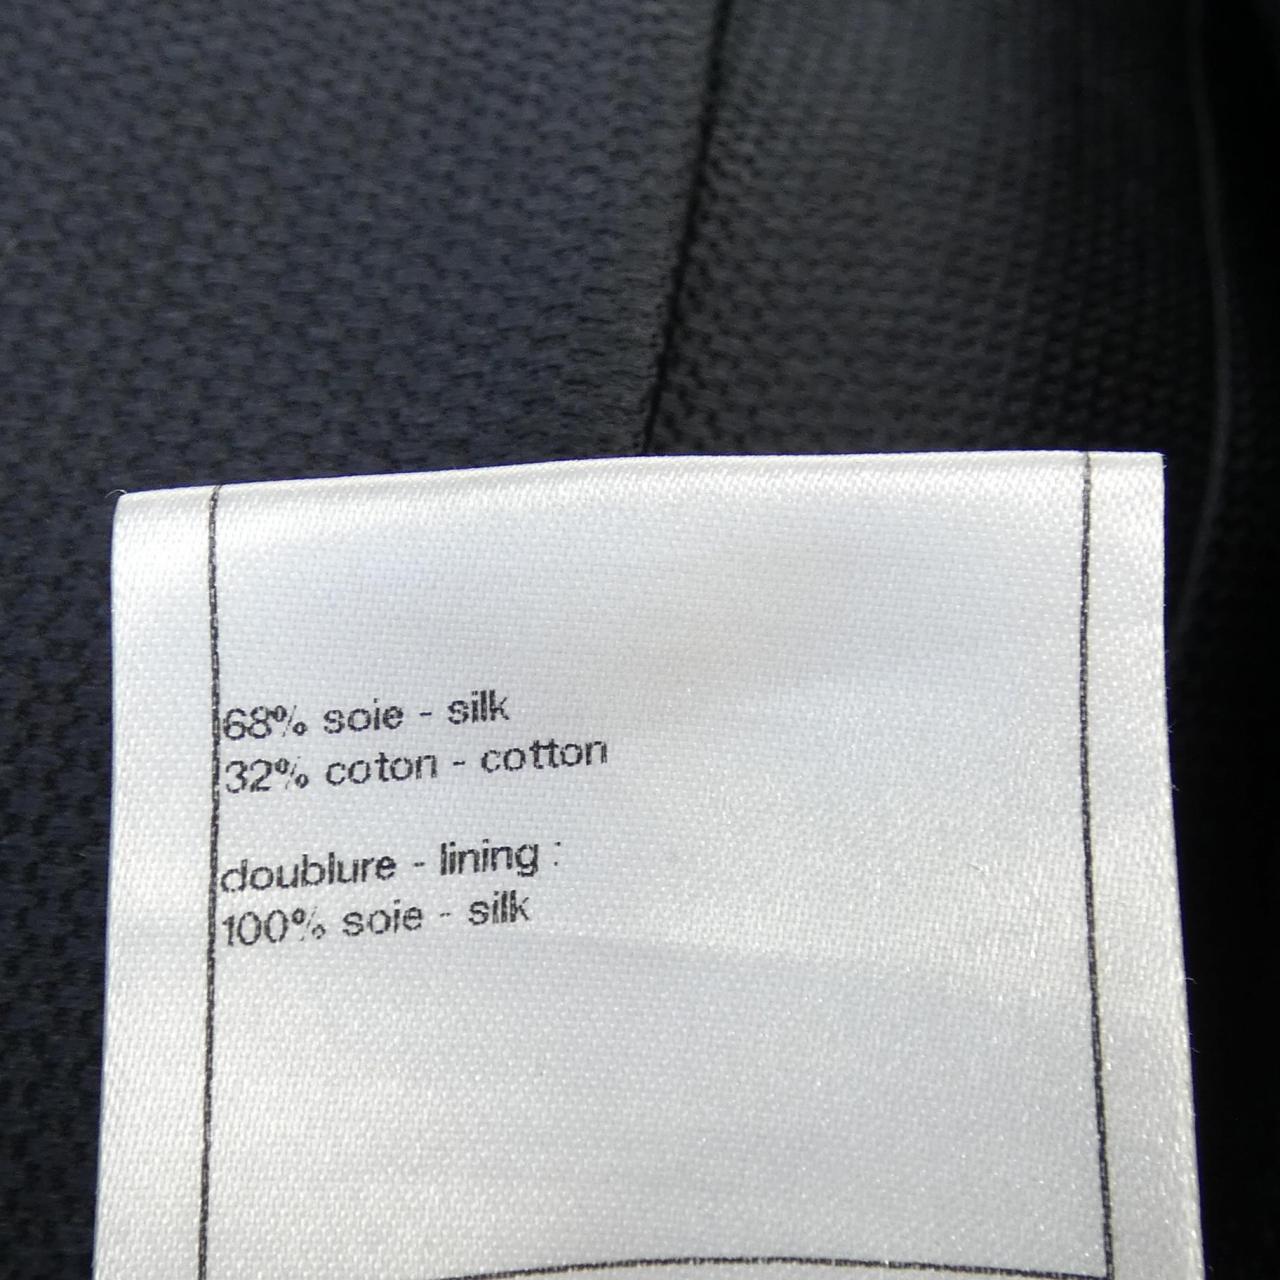 68% soie - silk
32% coton - cotton
doublure - lining :
100% soie - silk